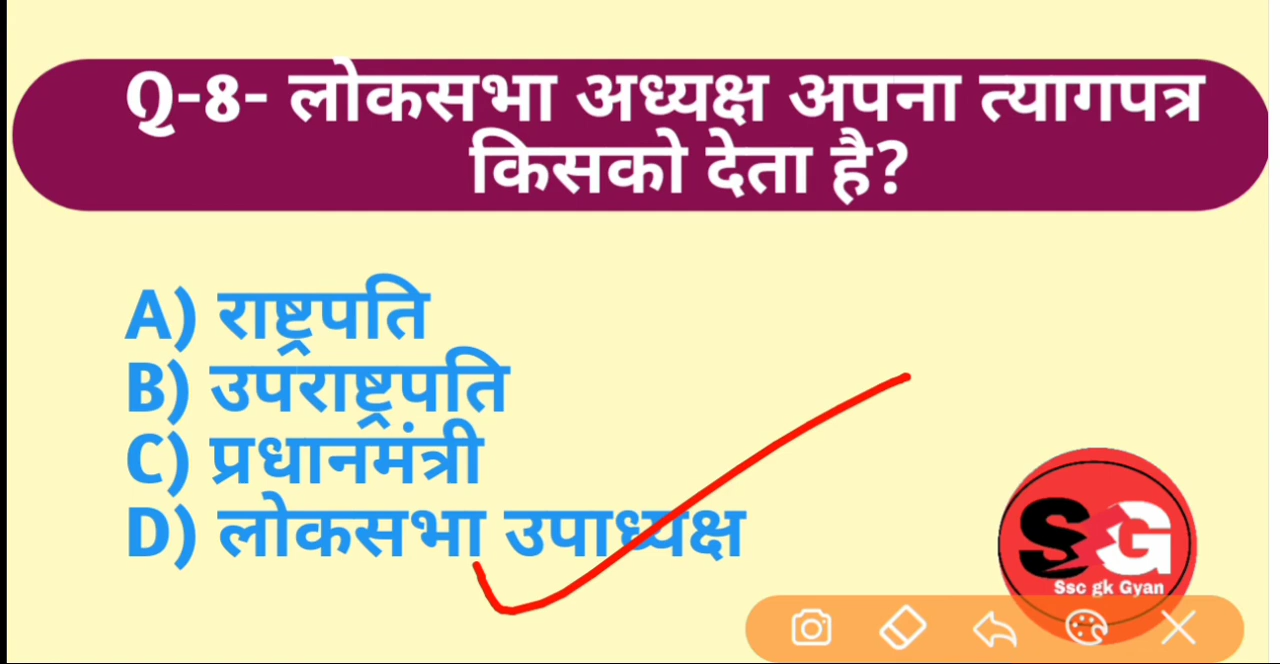 Q-8- लोकसभा अध्यक्ष अपना त्यागपत्र
किसको देता है?
A) राष्ट्रपति
B) उपराष्ट्रपति
C) प्रधानमंत्री
D) लोकसभा उपाध्यक्ष
SG
Ssc gk Gyan